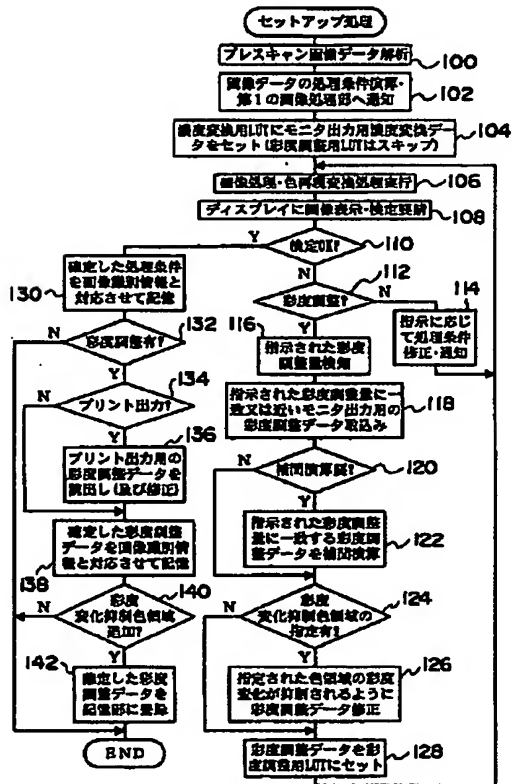 セットアップ処理
プレスキャン画像データ解析
100
画像データの処理条件演算・
第1の画像処理部へ通知
102
濃度変換用LUTにモニタ出力用濃度変換デー
タをセット(彩度調整用LUTはスキップ)
104
画像処理・色再現変換処理実行
106
ディスプレイに画像表示・検定要請
108
検定OK?
110
Y
N
確定した処理条件
を画像識別情報と
対応させて記憶
130
彩度調整?
112
N
Y
指示に応じ
て処理条件
修正・通知
114
彩度調整有?
132
N
Y
116
指示された彩度
調整量検知
プリント出力?
134
N
Y
指示された彩度調整量に一
致又は近いモニタ出力用の
彩度調整データ取込み
118
プリント出力用の
彩度調整データを
読出し(及び修正)
136
補間演算要?
120
N
Y
確定した彩度調整
データを画像識別情
報と対応させて記憶
138
指示された彩度調整
量に一致する彩度調
整データを補間演算
122
彩度
変化抑制色領域
追加?
140
N
Y
彩度
変化抑制色領域の
指定有?
124
N
Y
142
確定した彩度
調整データを
記憶部に登録
指定された色領域の彩度
変化が抑制されるように
彩度調整データ修正
126
END
彩度調整データを彩
度調整用LUTにセット
128